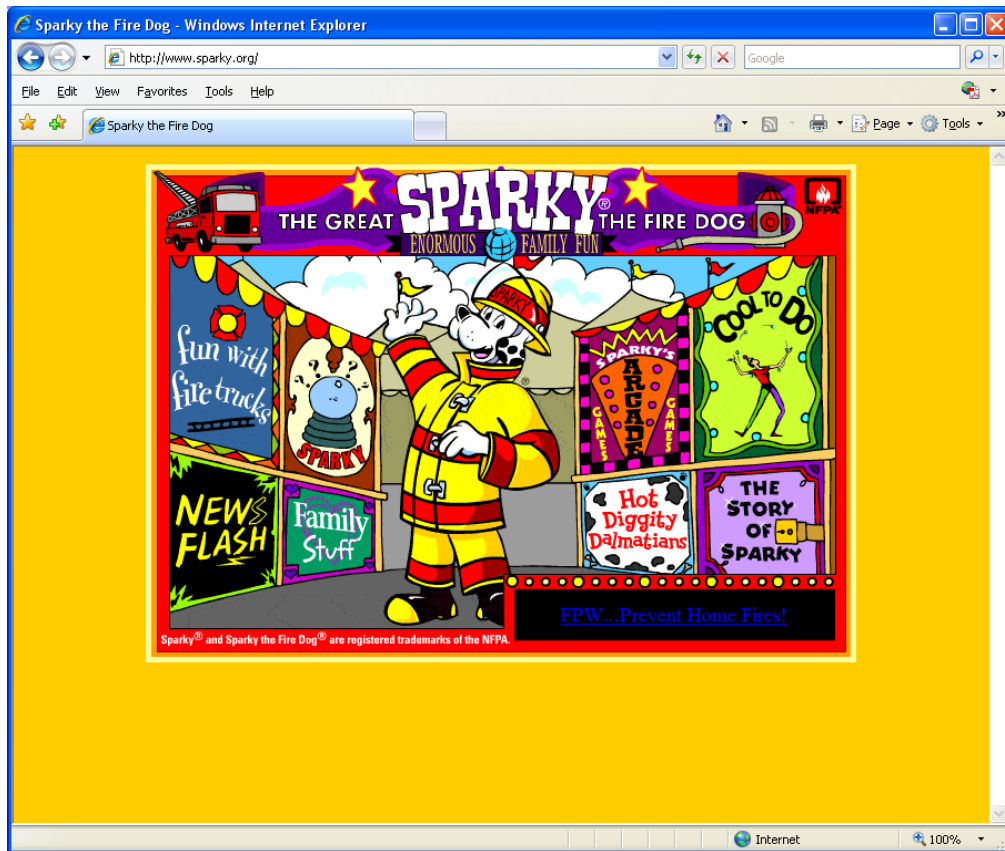 Sparky the Fire Dog - Windows Internet Explorer
http://www.sparky.org/
Google
File Edit View Favorites Tools Help
Sparky the Fire Dog
Page Tools »
THE GREAT SPARKY® THE FIRE DOG
NFPA
ENORMOUS FAMILY FUN
SPARKY
fun with
fire trucks
? ? ? ? ?
SPARKY
®
SPARKY'S
ARCADE
GAMES
GAMES
COOL TO DO
NEWS
FLASH
Family
Stuff
Hot
Diggity
Dalmatians
THE
STORY
OF
SPARKY
FPW...Prevent Home Fires!
Sparky® and Sparky the Fire Dog® are registered trademarks of the NFPA.
Internet 100%